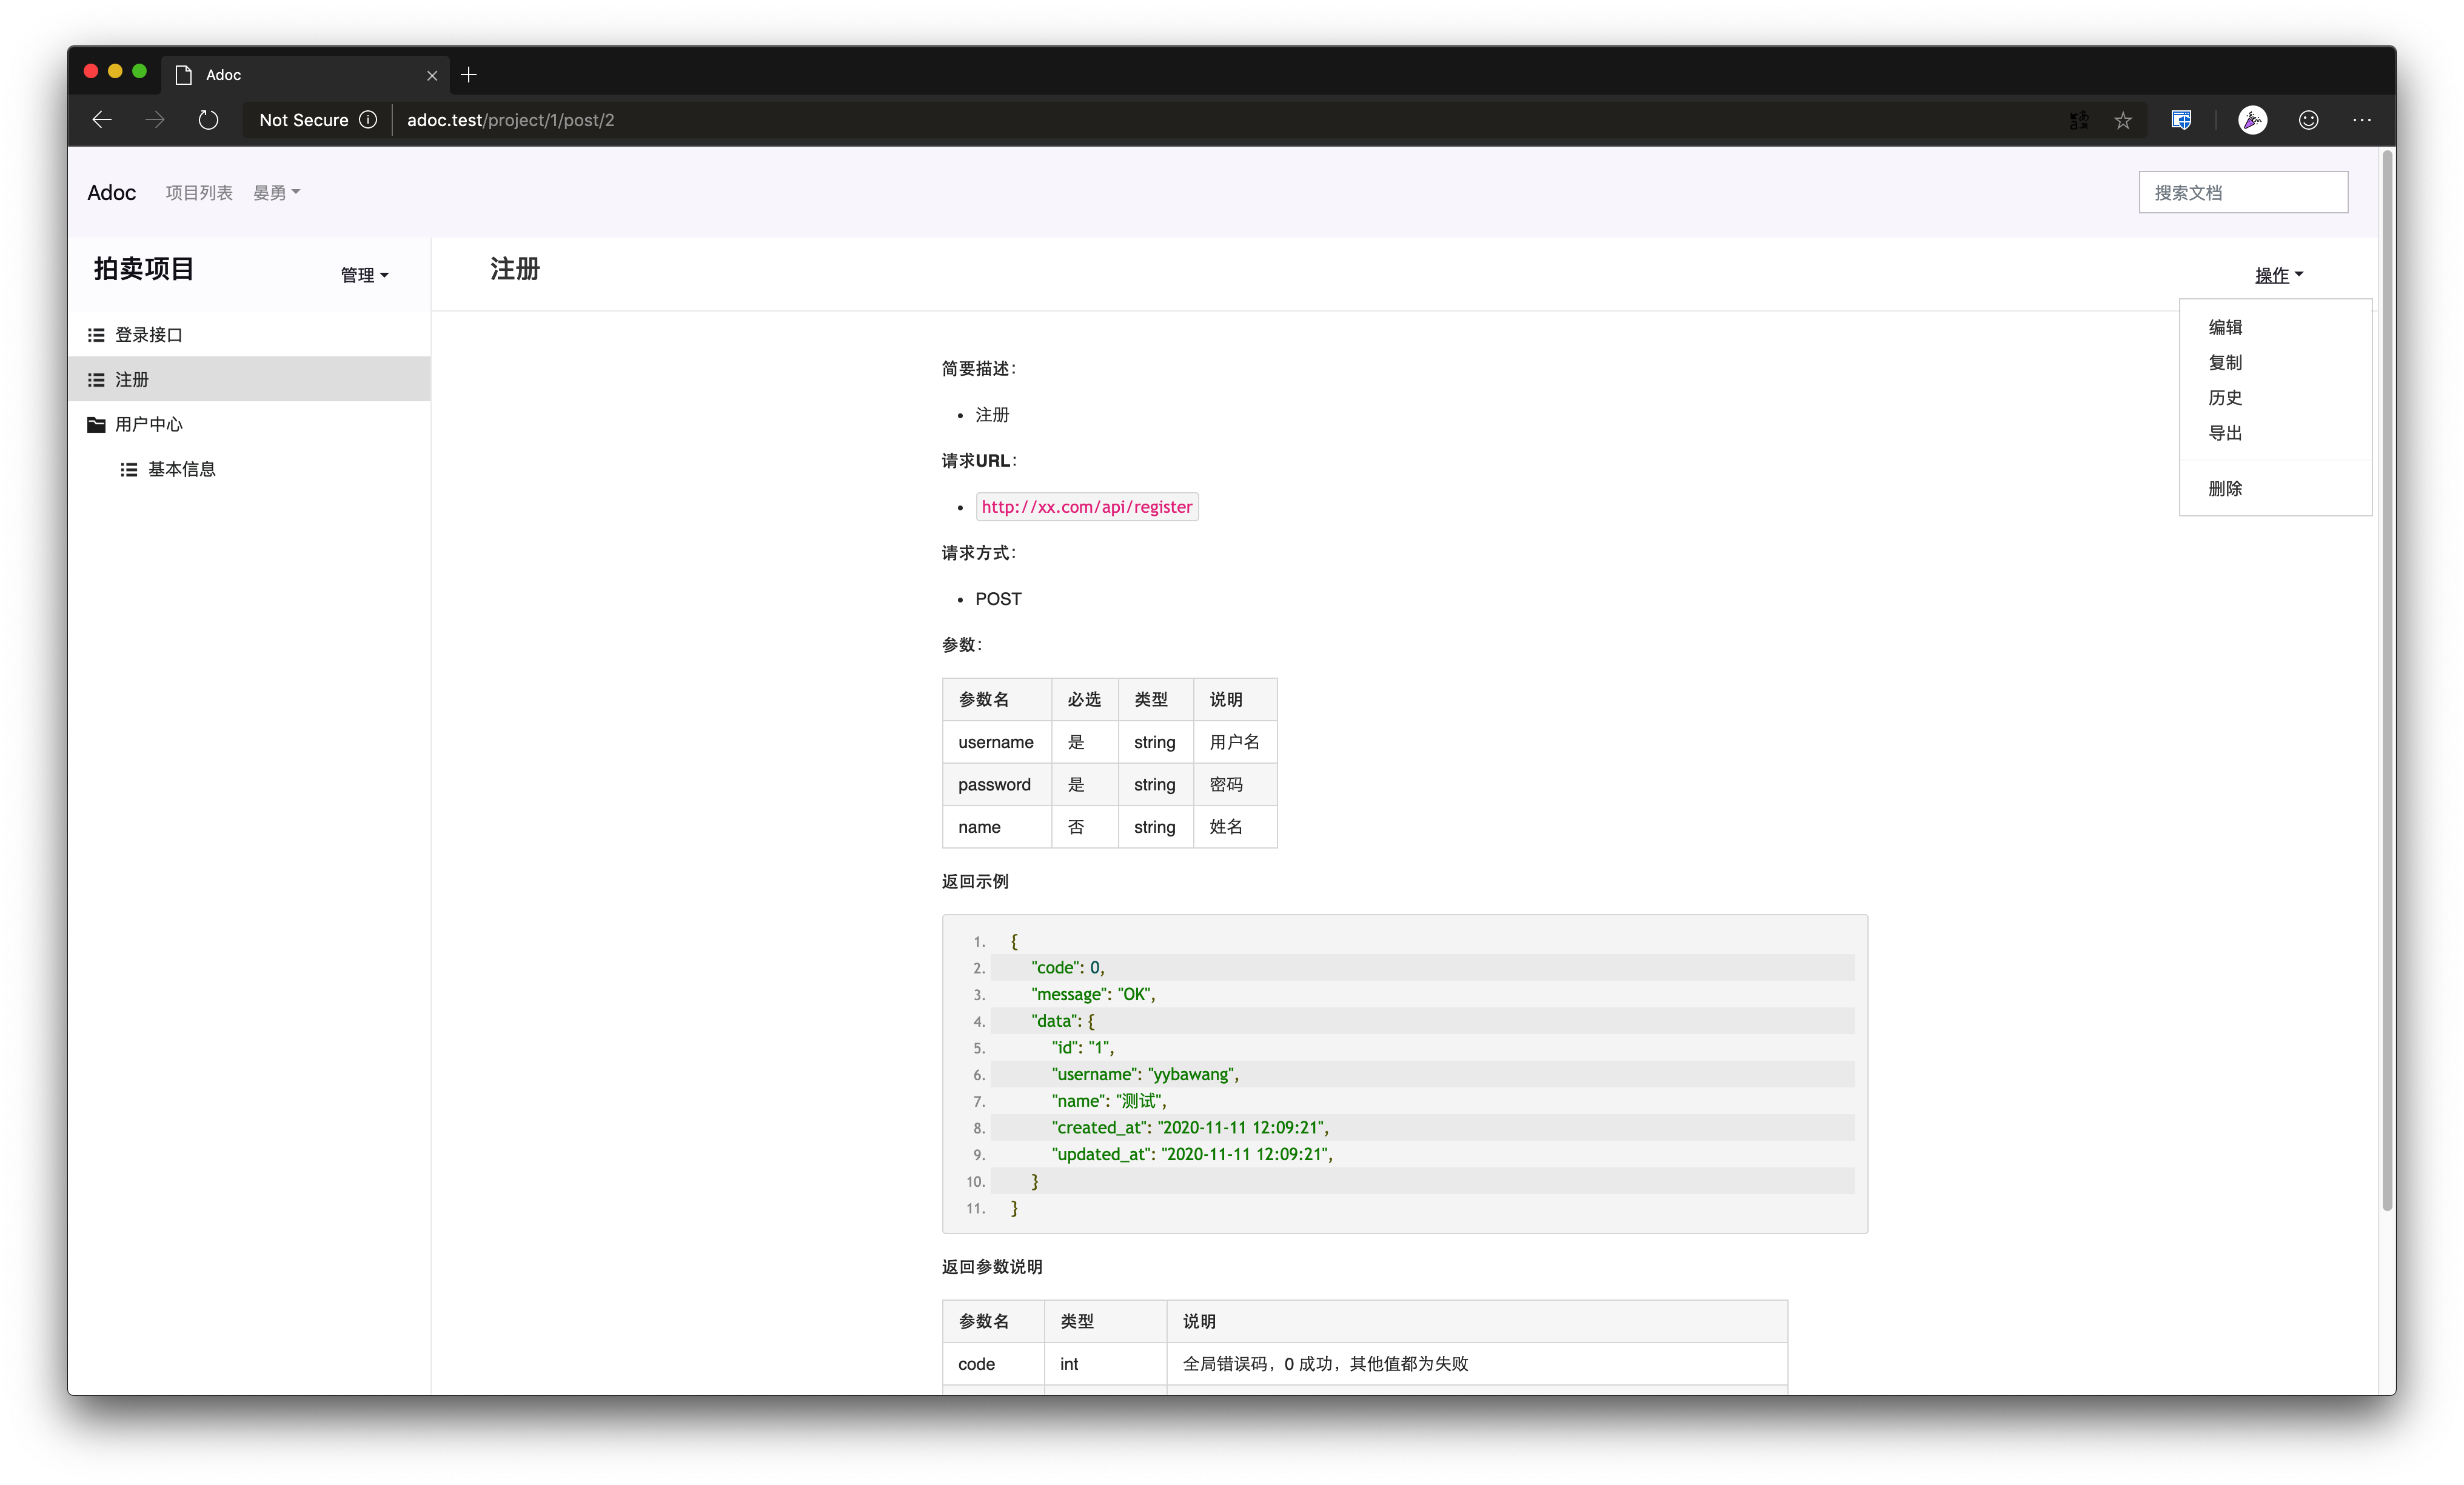 Adoc
Not Secure adoc.test/project/1/post/2
Adoc 项目列表 晏勇 搜索文档
拍卖项目 管理 注册 操作
登录接口
注册
用户中心
基本信息
编辑
复制
历史
导出
删除
简要描述：
• 注册
请求URL：
• http://xx.com/api/register
请求方式：
• POST
参数：
参数名 必选 类型 说明
username 是 string 用户名
password 是 string 密码
name 否 string 姓名
返回示例
1. {
2. "code": 0,
3. "message": "OK",
4. "data": {
5. "id": "1",
6. "username": "yybawang",
7. "name": "测试",
8. "created_at": "2020-11-11 12:09:21",
9. "updated_at": "2020-11-11 12:09:21",
10. }
11. }
返回参数说明
参数名 类型 说明
code int 全局错误码，0 成功，其他值都为失败